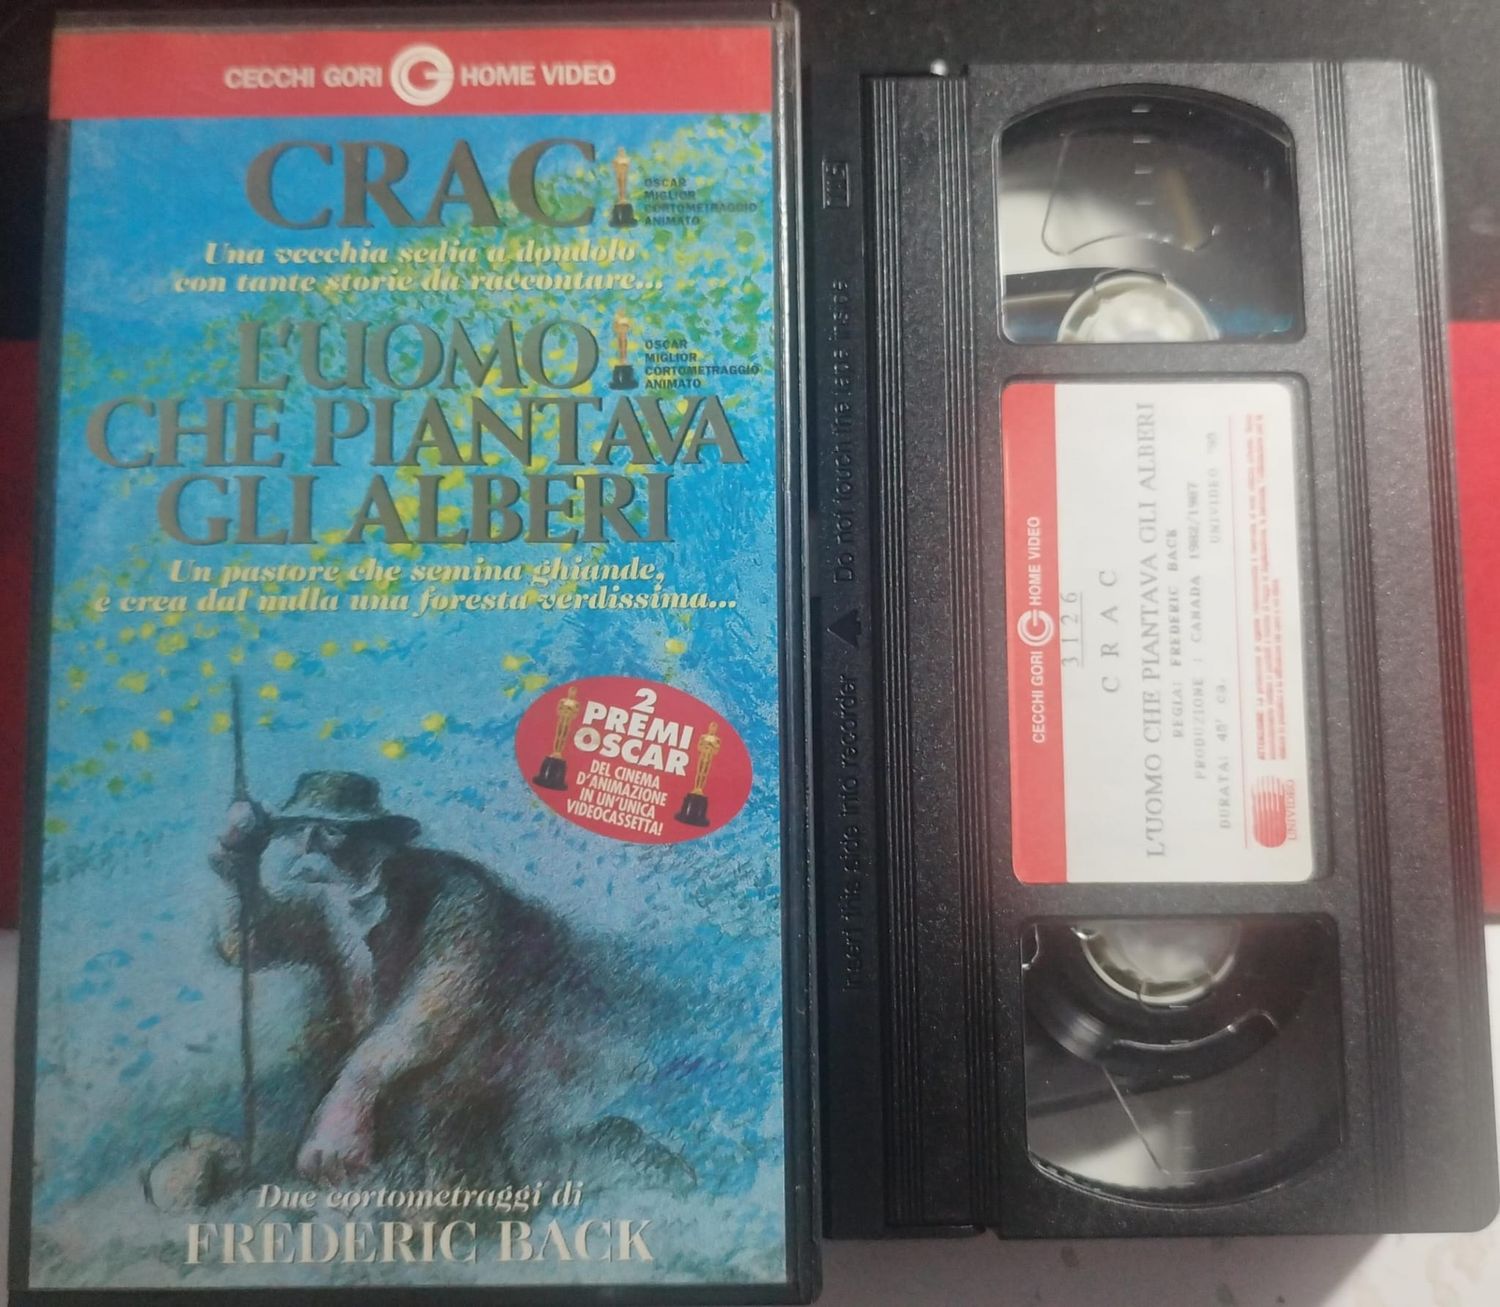 CECCHI GORI HOME VIDEO
CRAC
OSCAR
MIGLIOR
CORTOMETRAGGIO
ANIMATO
Una vecchia sedia a dondolo
con tante storie da raccontare...
L'UOMO
CHE PIANTAVA
GLI ALBERI
OSCAR
MIGLIOR
CORTOMETRAGGIO
ANIMATO
Un pastore che semina ghiande,
e crea dal nulla una foresta verdissima...
2
PREMI
OSCAR
DEL CINEMA
D'ANIMAZIONE
IN UN'UNICA
VIDEOCASSETTA!
Due cortometraggi di
FREDERIC BACK
VHS
Insert this side into recorder ▲ Do not touch the tape inside
CECCHI GORI HOME VIDEO
3126
CRAC
L'UOMO CHE PIANTAVA GLI ALBERI
REGIA: FREDERIC BACK
PRODUZIONE : CANADA 1982/1987
DURATA: 45' ca. UNIVIDEO '95
UNIVIDEO